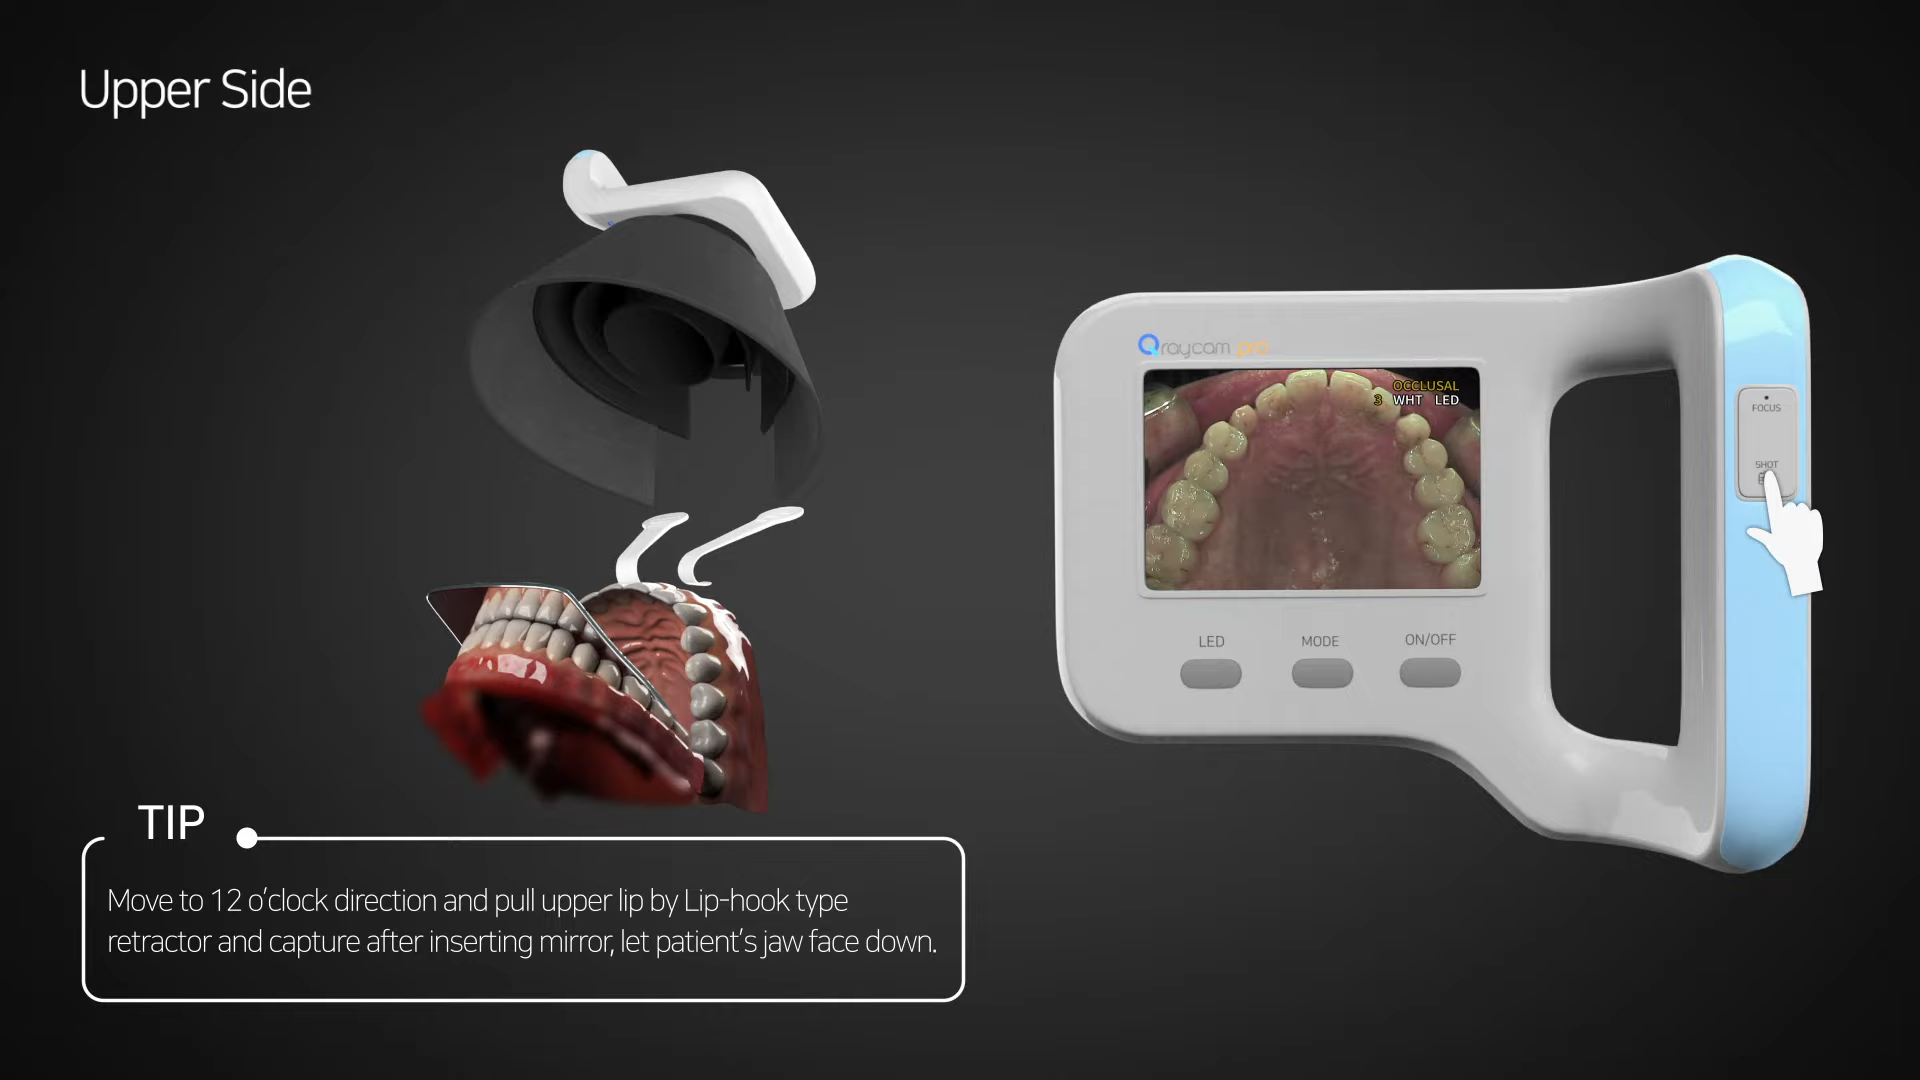 Upper Side
Qraycam pro
OCCLUSAL
3 WHT LED
FOCUS
SHOT
LED MODE ON/OFF
TIP
Move to 12 o'clock direction and pull upper lip by Lip-hook type
retractor and capture after inserting mirror, let patient's jaw face down.